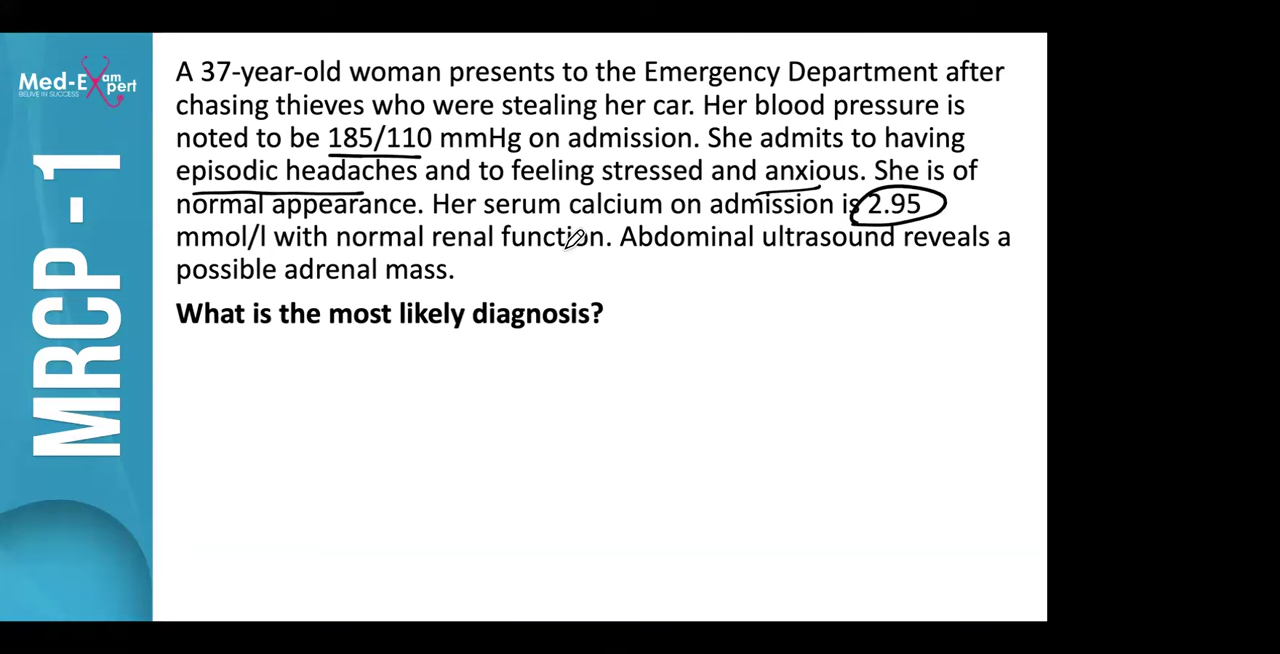 Med-Exam
pert
BELIVE IN SUCCESS
MRCP - 1
A 37-year-old woman presents to the Emergency Department after
chasing thieves who were stealing her car. Her blood pressure is
noted to be 185/110 mmHg on admission. She admits to having
episodic headaches and to feeling stressed and anxious. She is of
normal appearance. Her serum calcium on admission is 2.95
mmol/l with normal renal function. Abdominal ultrasound reveals a
possible adrenal mass.
What is the most likely diagnosis?